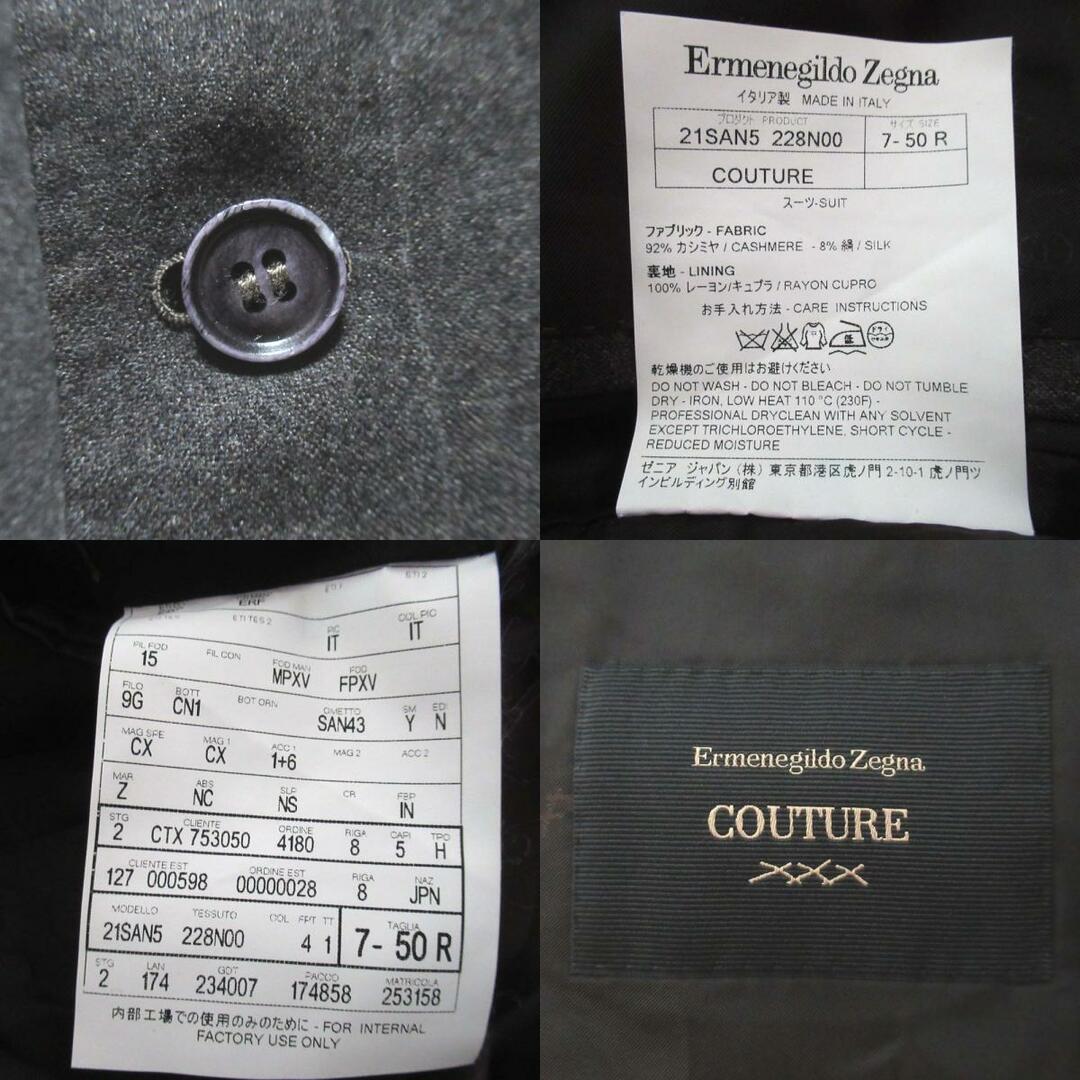 Ermenegildo Zegna
イタリア製 MADE IN ITALY
プロダクト PRODUCT サイズ SIZE
21SAN5 228N00 7- 50 R
COUTURE
スーツ-SUIT
ファブリック - FABRIC
92% カシミヤ / CASHMERE - 8% 絹 / SILK
裏地 - LINING
100% レーヨン/キュプラ / RAYON CUPRO
お手入れ方法 - CARE INSTRUCTIONS
低 ドライ
乾燥機のご使用はお避けください
DO NOT WASH - DO NOT BLEACH - DO NOT TUMBLE
DRY - IRON, LOW HEAT 110 °C (230F) -
PROFESSIONAL DRYCLEAN WITH ANY SOLVENT
EXCEPT TRICHLOROETHYLENE, SHORT CYCLE -
REDUCED MOISTURE
ゼニア ジャパン (株) 東京都港区虎ノ門 2-10-1 虎ノ門ツ
インビルディング別館
ERF
ETITES2 PIC ODL PIC
IT IT
PIL FOD FIL CON FOD MAN FOD
15 MPXV FPXV
FILO BOTT BOT ORN OMETTO SM ED
9G CN1 SAN43 Y N
MAG SPE MAG 1 ACC 1 MAG 2 ACC 2
CX CX 1+6
MAR ABS SLP CR FEP
Z NC NS IN
STG CLIENTE ORDINE RIGA CAPI TPO
2 CTX 753050 4180 8 5 H
CLIENTE EST ORDINE EST RIGA NAZ
127 000598 00000028 8 JPN
MODELLO TESSUTO COL FPT TT TAGLIA
21SAN5 228N00 4 1 7- 50 R
STG LAN GDT PACCO MATRICOLA
2 174 234007 174858 253158
内部工場での使用のみのために - FOR INTERNAL
FACTORY USE ONLY
Ermenegildo Zegna
COUTURE
XXX